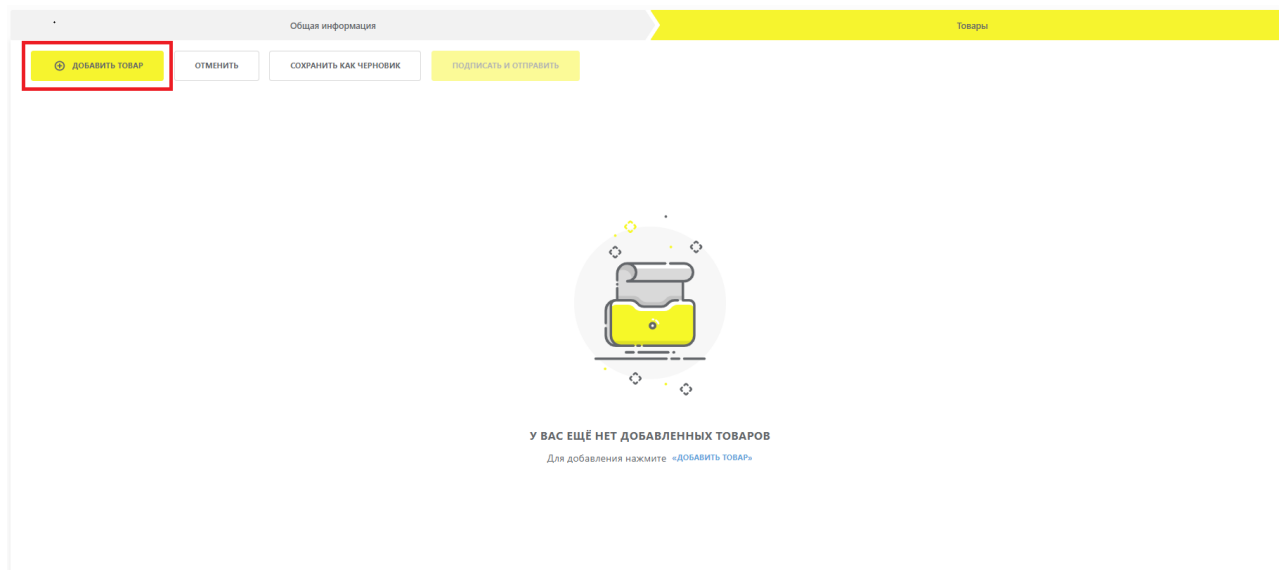 Общая информация
Товары
ДОБАВИТЬ ТОВАР
ОТМЕНИТЬ
СОХРАНИТЬ КАК ЧЕРНОВИК
ПОДПИСАТЬ И ОТПРАВИТЬ
У ВАС ЕЩЁ НЕТ ДОБАВЛЕННЫХ ТОВАРОВ
Для добавления нажмите «ДОБАВИТЬ ТОВАР»